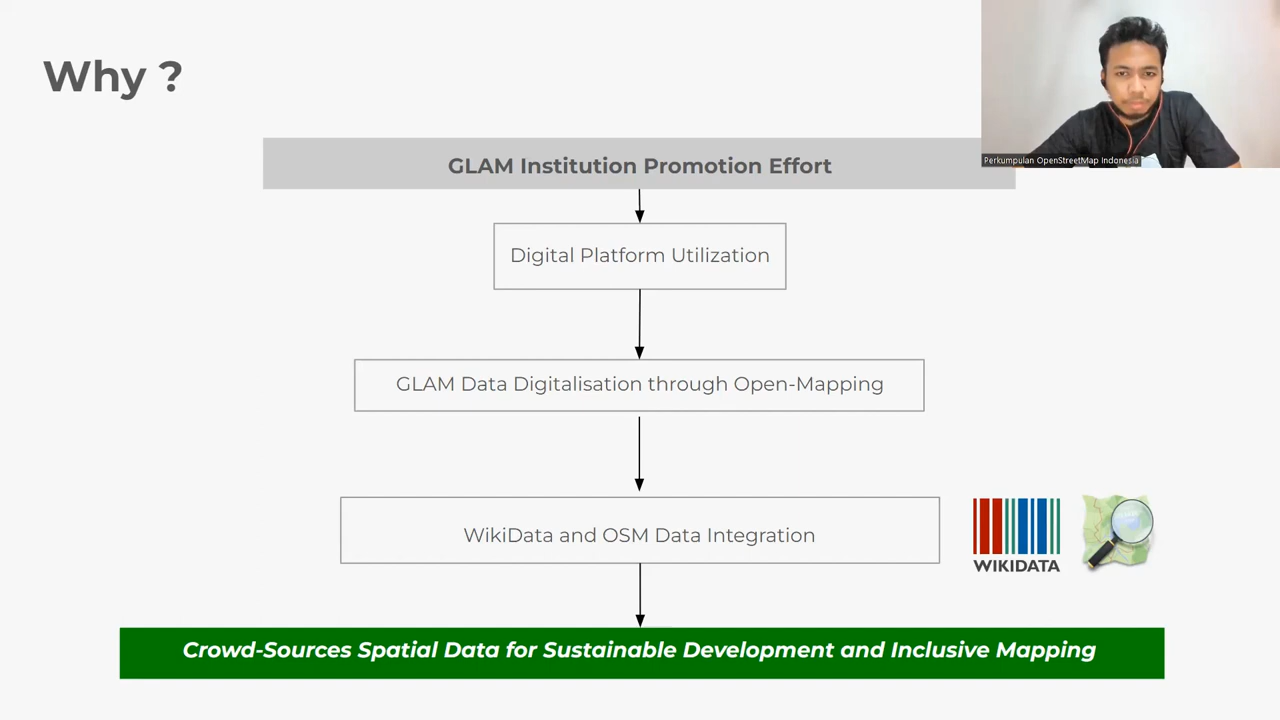 Why ?
Perkumpulan OpenStreetMap Indonesia
GLAM Institution Promotion Effort
Digital Platform Utilization
GLAM Data Digitalisation through Open-Mapping
WikiData and OSM Data Integration
WIKIDATA
Crowd-Sources Spatial Data for Sustainable Development and Inclusive Mapping